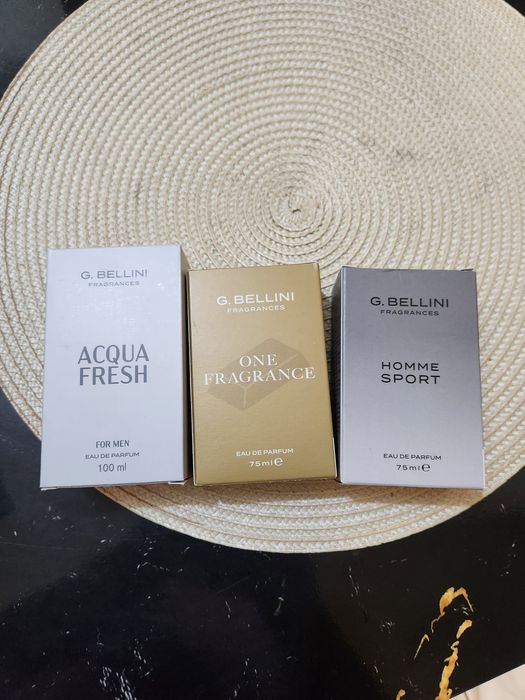 G. BELLINI
FRAGRANCES
ACQUA
FRESH
FOR MEN
EAU DE PARFUM
100 ml
G. BELLINI
FRAGRANCES
ONE
FRAGRANCE
EAU DE PARFUM
75ml ℮
G. BELLINI
FRAGRANCES
HOMME
SPORT
EAU DE PARFUM
75ml ℮